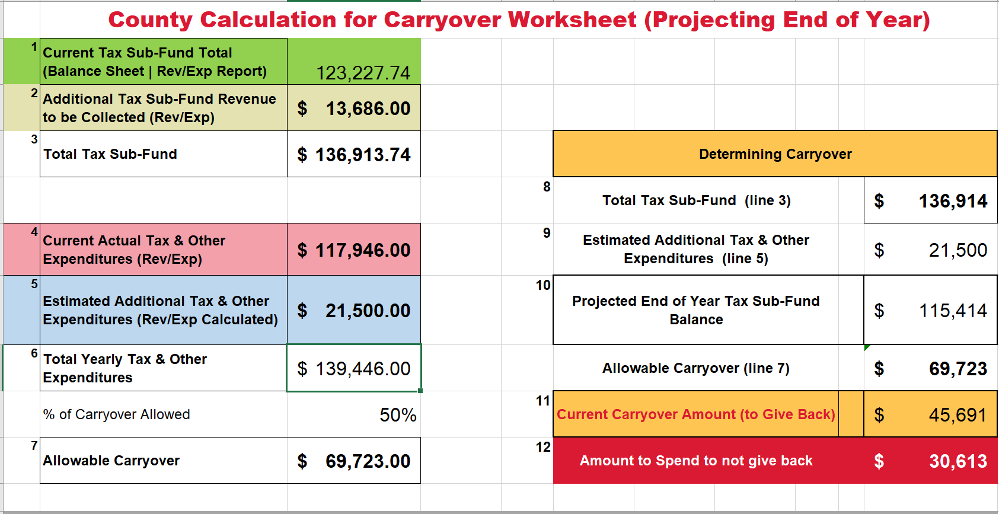 County Calculation for Carryover Worksheet (Projecting End of Year)
1 Current Tax Sub-Fund Total
(Balance Sheet | Rev/Exp Report) 123,227.74
2 Additional Tax Sub-Fund Revenue
to be Collected (Rev/Exp) $ 13,686.00
3 Total Tax Sub-Fund $ 136,913.74
4 Current Actual Tax & Other
Expenditures (Rev/Exp) $ 117,946.00
5 Estimated Additional Tax & Other
Expenditures (Rev/Exp Calculated) $ 21,500.00
6 Total Yearly Tax & Other
Expenditures $ 139,446.00
% of Carryover Allowed 50%
7 Allowable Carryover $ 69,723.00
Determining Carryover
8 Total Tax Sub-Fund (line 3) $ 136,914
9 Estimated Additional Tax & Other
Expenditures (line 5) $ 21,500
10 Projected End of Year Tax Sub-Fund
Balance $ 115,414
Allowable Carryover (line 7) $ 69,723
11 Current Carryover Amount (to Give Back) $ 45,691
12 Amount to Spend to not give back $ 30,613